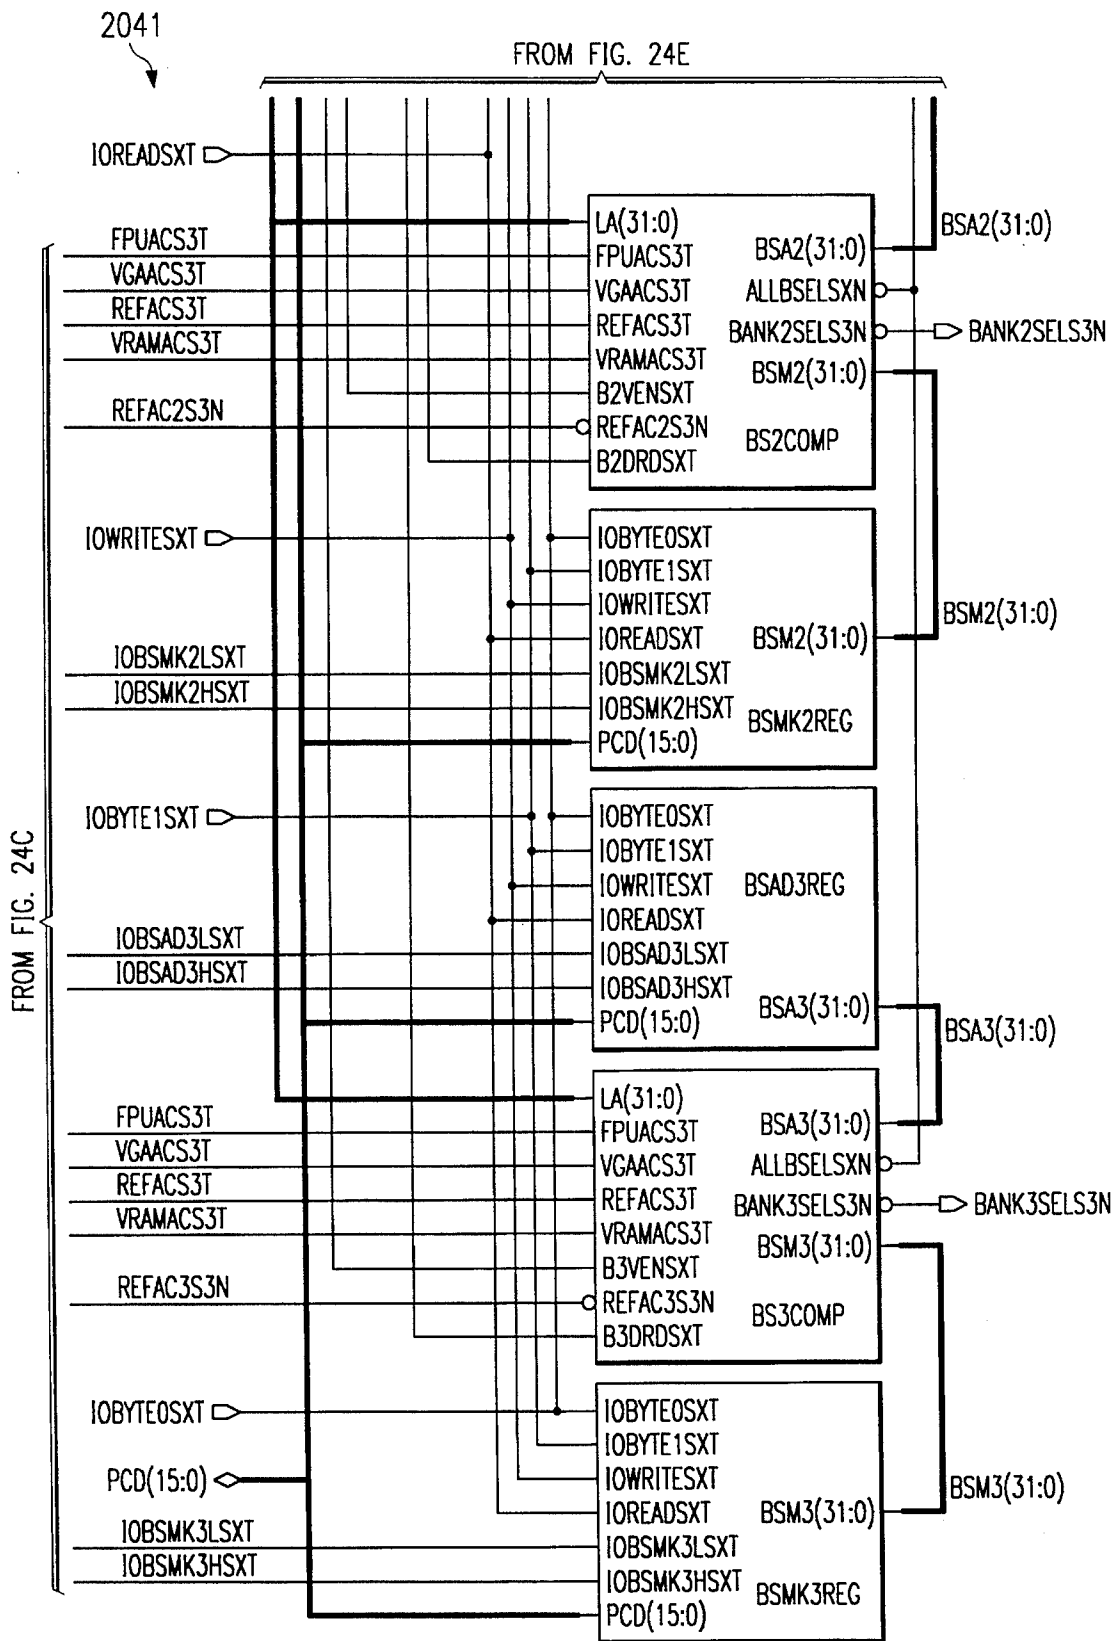 2041
FROM FIG. 24E
IOREADSXT
LA(31:0)
BSA2(31:0)
BSA2(31:0)
FPUACS3T
FPUACS3T
VGAACS3T
VGAACS3T
ALLBSELSXN
REFACS3T
REFACS3T
BANK2SELS3N
BANK2SELS3N
VRAMACS3T
VRAMACS3T
BSM2(31:0)
B2VENSXT
REFAC2S3N
REFAC2S3N
BS2COMP
B2DRDSXT
IOWRITESXT
IOBYTE0SXT
IOBYTE1SXT
IOWRITESXT
BSM2(31:0)
IOREADSXT
BSM2(31:0)
IOBSMK2LSXT
IOBSMK2LSXT
IOBSMK2HSXT
IOBSMK2HSXT
BSMK2REG
PCD(15:0)
IOBYTE1SXT
IOBYTE0SXT
IOBYTE1SXT
IOWRITESXT
BSAD3REG
FROM FIG. 24C
IOREADSXT
IOBSAD3LSXT
IOBSAD3LSXT
IOBSAD3HSXT
IOBSAD3HSXT
BSA3(31:0)
PCD(15:0)
BSA3(31:0)
LA(31:0)
FPUACS3T
FPUACS3T
BSA3(31:0)
VGAACS3T
VGAACS3T
ALLBSELSXN
REFACS3T
REFACS3T
BANK3SELS3N
BANK3SELS3N
VRAMACS3T
VRAMACS3T
BSM3(31:0)
B3VENSXT
REFAC3S3N
REFAC3S3N
BS3COMP
B3DRDSXT
IOBYTE0SXT
IOBYTE0SXT
IOBYTE1SXT
PCD(15:0)
IOWRITESXT
BSM3(31:0)
IOREADSXT
BSM3(31:0)
IOBSMK3LSXT
IOBSMK3LSXT
IOBSMK3HSXT
IOBSMK3HSXT
BSMK3REG
PCD(15:0)